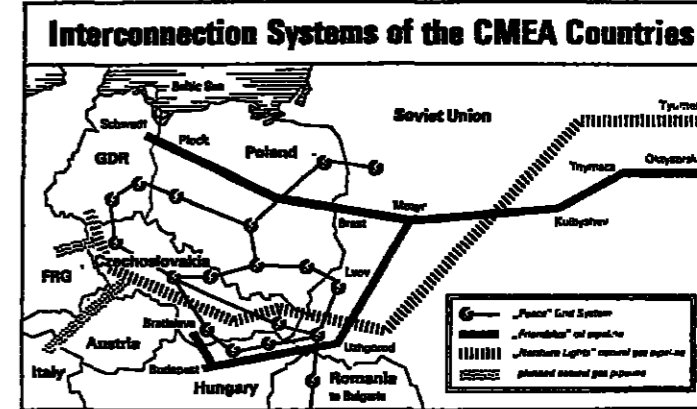 Interconnection Systems of the CMEA Countries
Baltic Sea
Soviet Union
Schwedt
Plock
GDR
Poland
Mozyr
Brest
Kuibyshev
Czechoslovakia
Lvov
FRG
Bratislava
Austria
Uzhgorod
Italy
Budapest
Hungary
Romania
to Bulgaria
"Peace" Grid System
"Friendship" oil pipeline
"Northern Lights" natural gas pipeline
planned natural gas pipeline